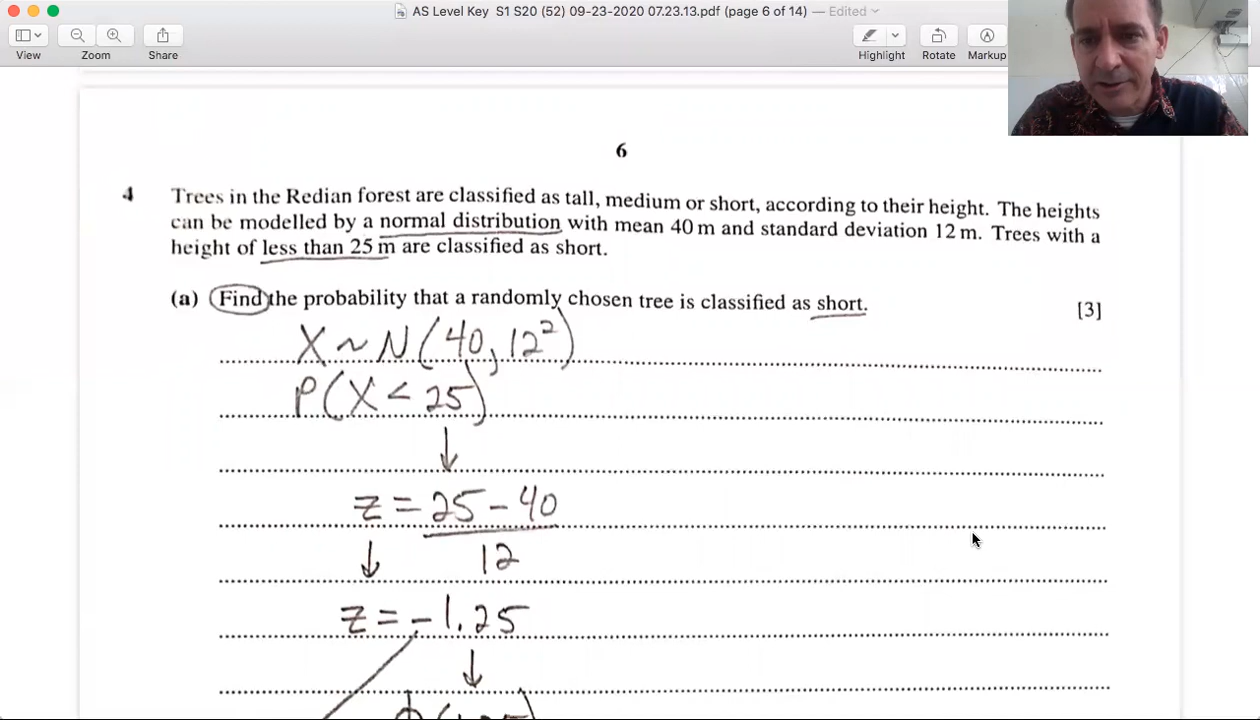 AS Level Key S1 S20 (52) 09-23-2020 07.23.13.pdf (page 6 of 14) — Edited
View Zoom Share Highlight Rotate Markup
6
4 Trees in the Redian forest are classified as tall, medium or short, according to their height. The heights
can be modelled by a normal distribution with mean 40 m and standard deviation 12 m. Trees with a
height of less than 25 m are classified as short.
(a) Find the probability that a randomly chosen tree is classified as short. [3]
X ~ N(40, 12²)
P(X < 25)
↓
z = 25 - 40
↓ 12
z = -1.25
↓